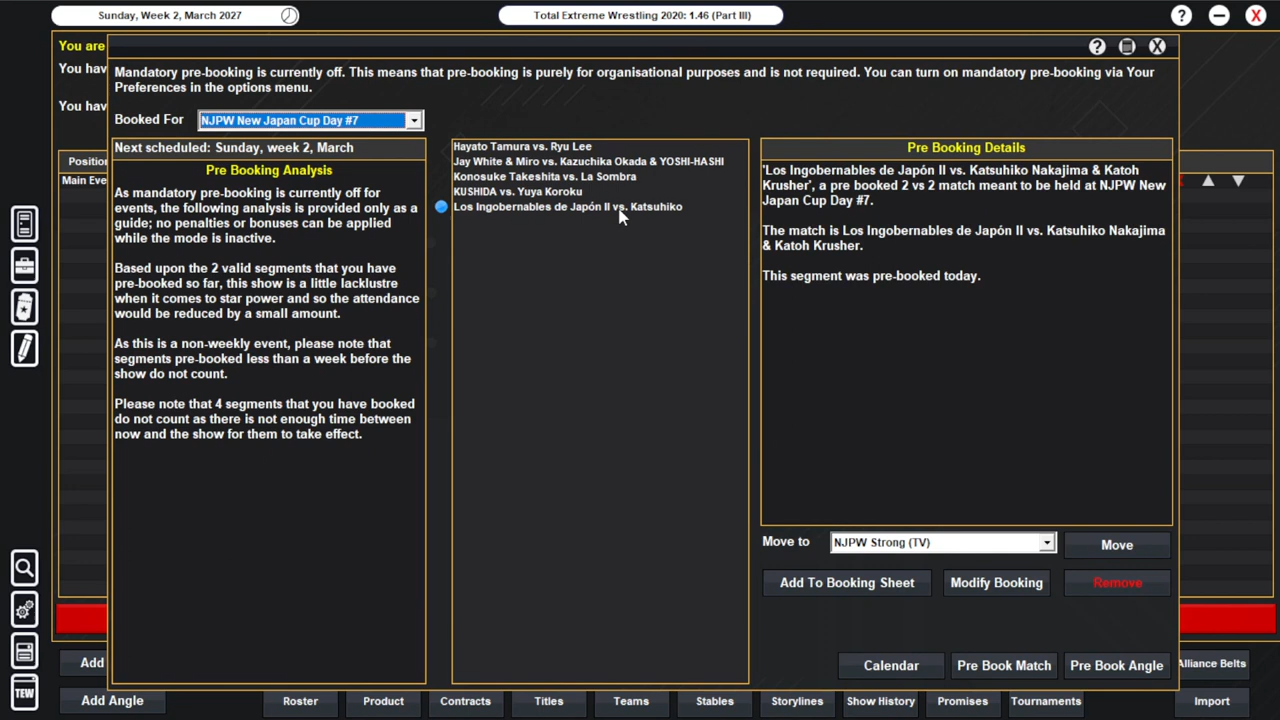 Sunday, Week 2, March 2027
Total Extreme Wrestling 2020: 1.46 (Part III)
?
X
You are
You hav
You hav
Positio
Main Eve
? X
Mandatory pre-booking is currently off. This means that pre-booking is purely for organisational purposes and is not required. You can turn on mandatory pre-booking via Your
Preferences in the options menu.
Booked For
NJPW New Japan Cup Day #7
Next scheduled: Sunday, week 2, March
Pre Booking Analysis
As mandatory pre-booking is currently off for
events, the following analysis is provided only as a
guide; no penalties or bonuses can be applied
while the mode is inactive.
Based upon the 2 valid segments that you have
pre-booked so far, this show is a little lacklustre
when it comes to star power and so the attendance
would be reduced by a small amount.
As this is a non-weekly event, please note that
segments pre-booked less than a week before the
show do not count.
Please note that 4 segments that you have booked
do not count as there is not enough time between
now and the show for them to take effect.
Hayato Tamura vs. Ryu Lee
Jay White & Miro vs. Kazuchika Okada & YOSHI-HASHI
Konosuke Takeshita vs. La Sombra
KUSHIDA vs. Yuya Koroku
Los Ingobernables de Japón II vs. Katsuhiko
Pre Booking Details
'Los Ingobernables de Japón II vs. Katsuhiko Nakajima & Katoh
Krusher', a pre booked 2 vs 2 match meant to be held at NJPW New
Japan Cup Day #7.
The match is Los Ingobernables de Japón II vs. Katsuhiko Nakajima
& Katoh Krusher.
This segment was pre-booked today.
Move to
NJPW Strong (TV)
Move
Add To Booking Sheet
Modify Booking
Remove
Calendar
Pre Book Match
Pre Book Angle
Add
Alliance Belts
TEW
Add Angle
Roster
Product
Contracts
Titles
Teams
Stables
Storylines
Show History
Promises
Tournaments
Import